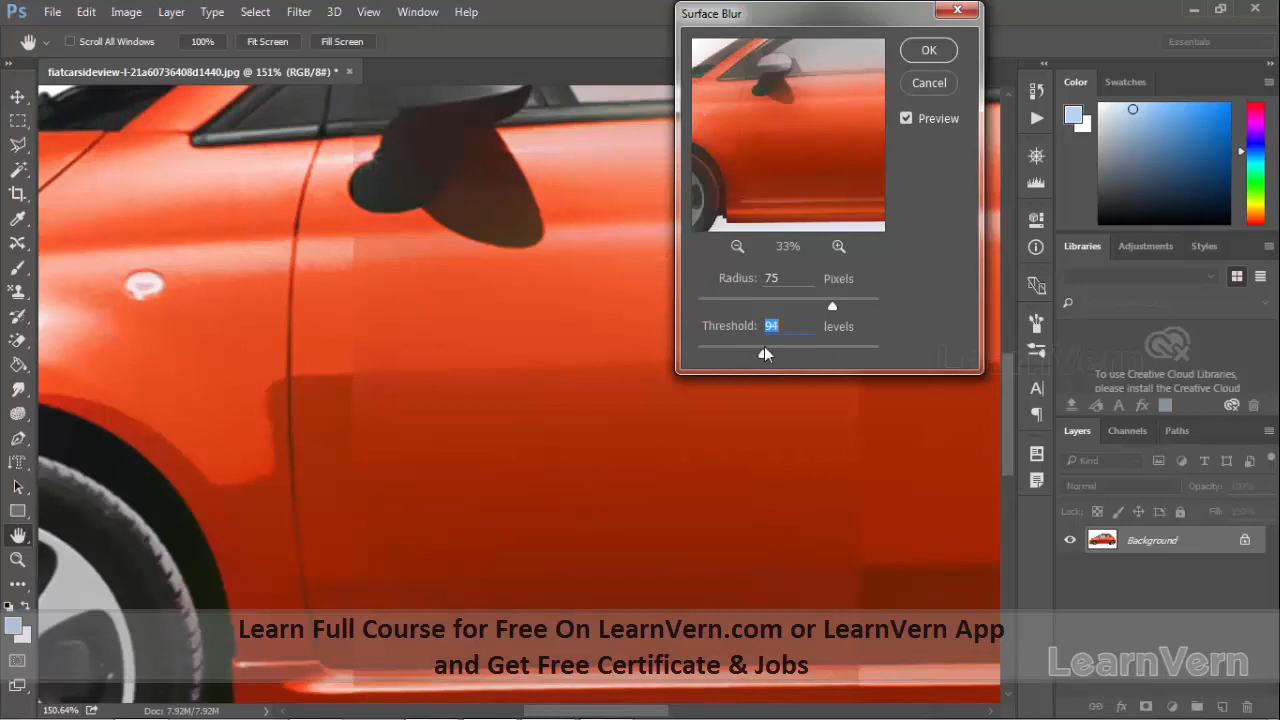 Ps File Edit Image Layer Type Select Filter 3D View Window Help
Surface Blur
Scroll All Windows 100% Fit Screen Fill Screen
Essentials
fiatcarsideview-l-21a60736408d1440.jpg @ 151% (RGB/8#) *
OK
Cancel
Preview
33%
Radius: 75 Pixels
Threshold: 94 levels
Color Swatches
Libraries Adjustments Styles
LearnVern
To use Creative Cloud Libraries,
please install the Creative Cloud
Layers Channels Paths
Kind
Normal Opacity: 100%
Lock: Fill: 100%
Background
Learn Full Course for Free On LearnVern.com or LearnVern App
and Get Free Certificate & Jobs
LearnVern
150.64% Doc: 7.92M/7.92M